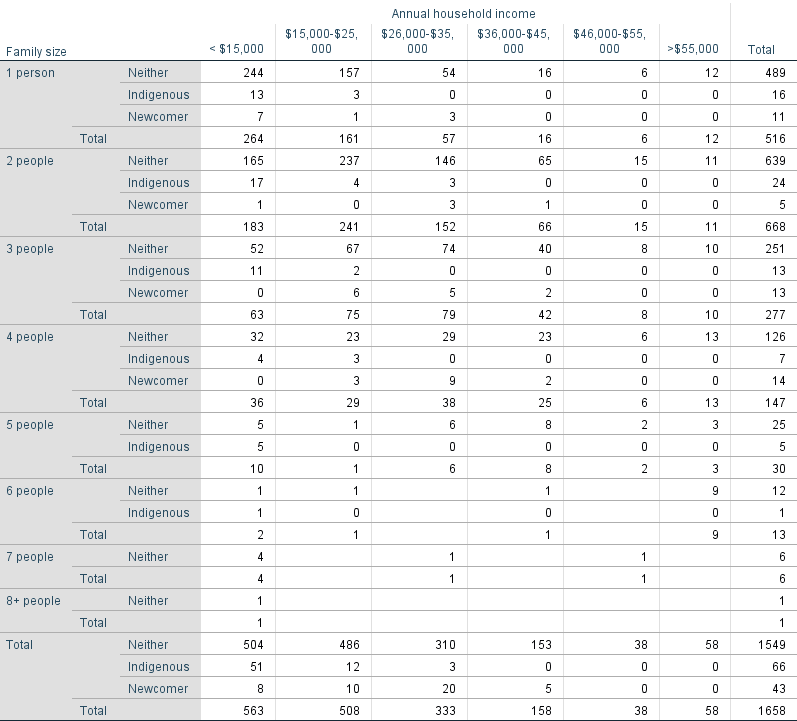 Annual household income
Family size < $15,000 $15,000-$25, $26,000-$35, $36,000-$45, $46,000-$55, >$55,000 Total
000 000 000 000
1 person Neither 244 157 54 16 6 12 489
Indigenous 13 3 0 0 0 0 16
Newcomer 7 1 3 0 0 0 11
Total 264 161 57 16 6 12 516
2 people Neither 165 237 146 65 15 11 639
Indigenous 17 4 3 0 0 0 24
Newcomer 1 0 3 1 0 0 5
Total 183 241 152 66 15 11 668
3 people Neither 52 67 74 40 8 10 251
Indigenous 11 2 0 0 0 0 13
Newcomer 0 6 5 2 0 0 13
Total 63 75 79 42 8 10 277
4 people Neither 32 23 29 23 6 13 126
Indigenous 4 3 0 0 0 0 7
Newcomer 0 3 9 2 0 0 14
Total 36 29 38 25 6 13 147
5 people Neither 5 1 6 8 2 3 25
Indigenous 5 0 0 0 0 0 5
Total 10 1 6 8 2 3 30
6 people Neither 1 1 1 9 12
Indigenous 1 0 0 0 1
Total 2 1 1 9 13
7 people Neither 4 1 1 6
Total 4 1 1 6
8+ people Neither 1 1
Total 1 1
Total Neither 504 486 310 153 38 58 1549
Indigenous 51 12 3 0 0 0 66
Newcomer 8 10 20 5 0 0 43
Total 563 508 333 158 38 58 1658